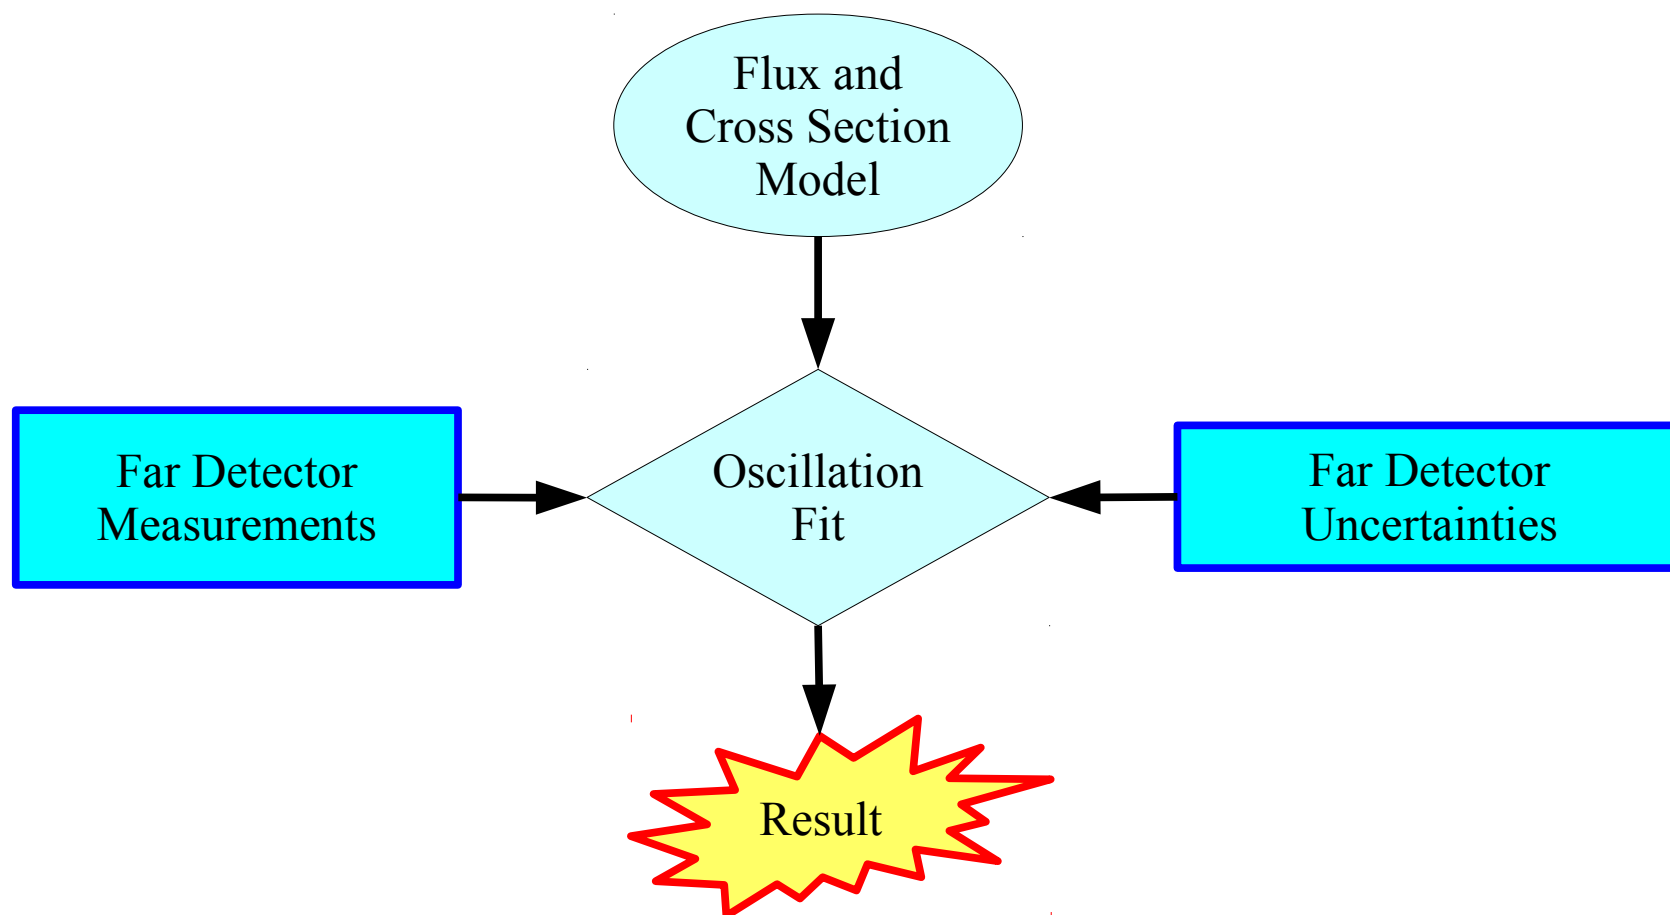 Flux and
Cross Section
Model
Far Detector
Measurements
Oscillation
Fit
Far Detector
Uncertainties
Result